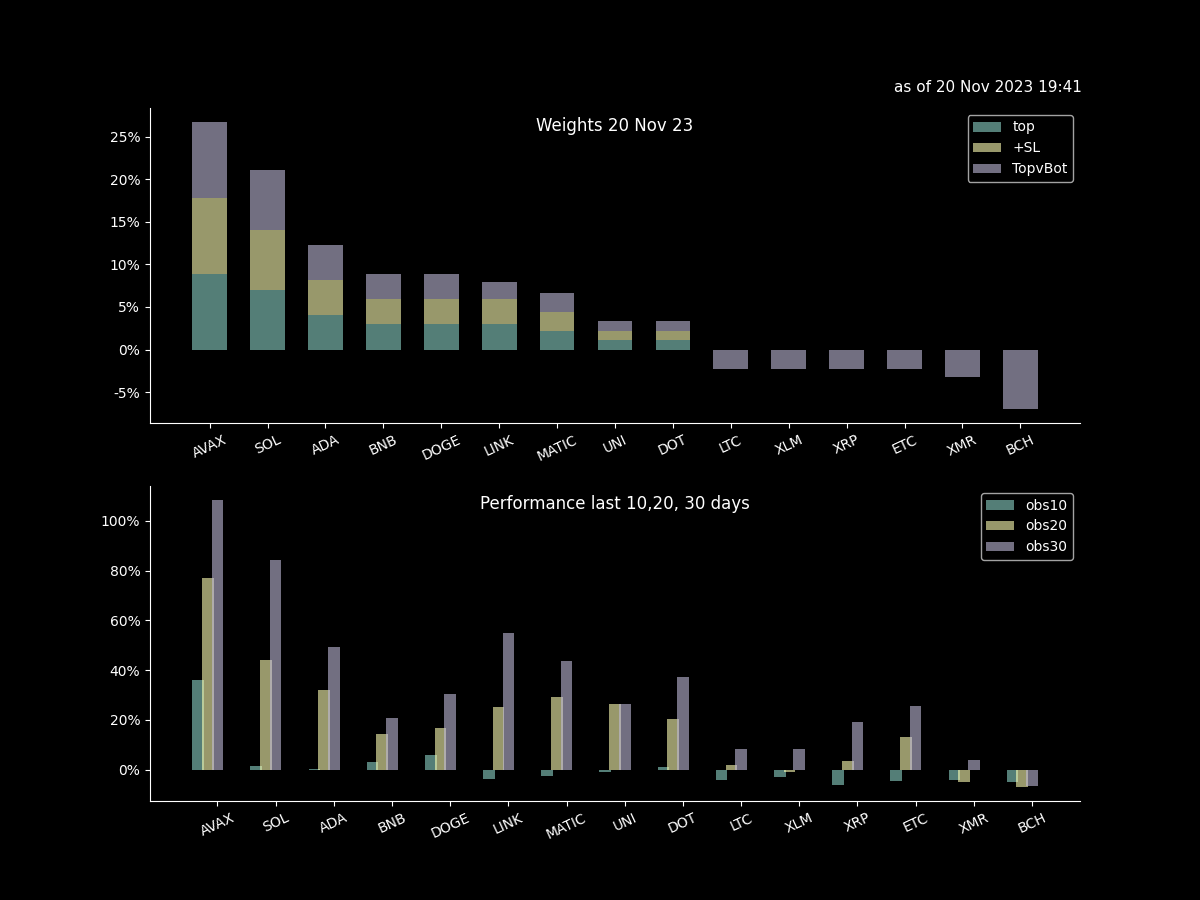 as of 20 Nov 2023 19:41
Weights 20 Nov 23
top
+SL
TopvBot
25%
20%
15%
10%
5%
0%
-5%
AVAX SOL ADA BNB DOGE LINK MATIC UNI DOT LTC XLM XRP ETC XMR BCH
Performance last 10,20, 30 days
obs10
obs20
obs30
100%
80%
60%
40%
20%
0%
AVAX SOL ADA BNB DOGE LINK MATIC UNI DOT LTC XLM XRP ETC XMR BCH